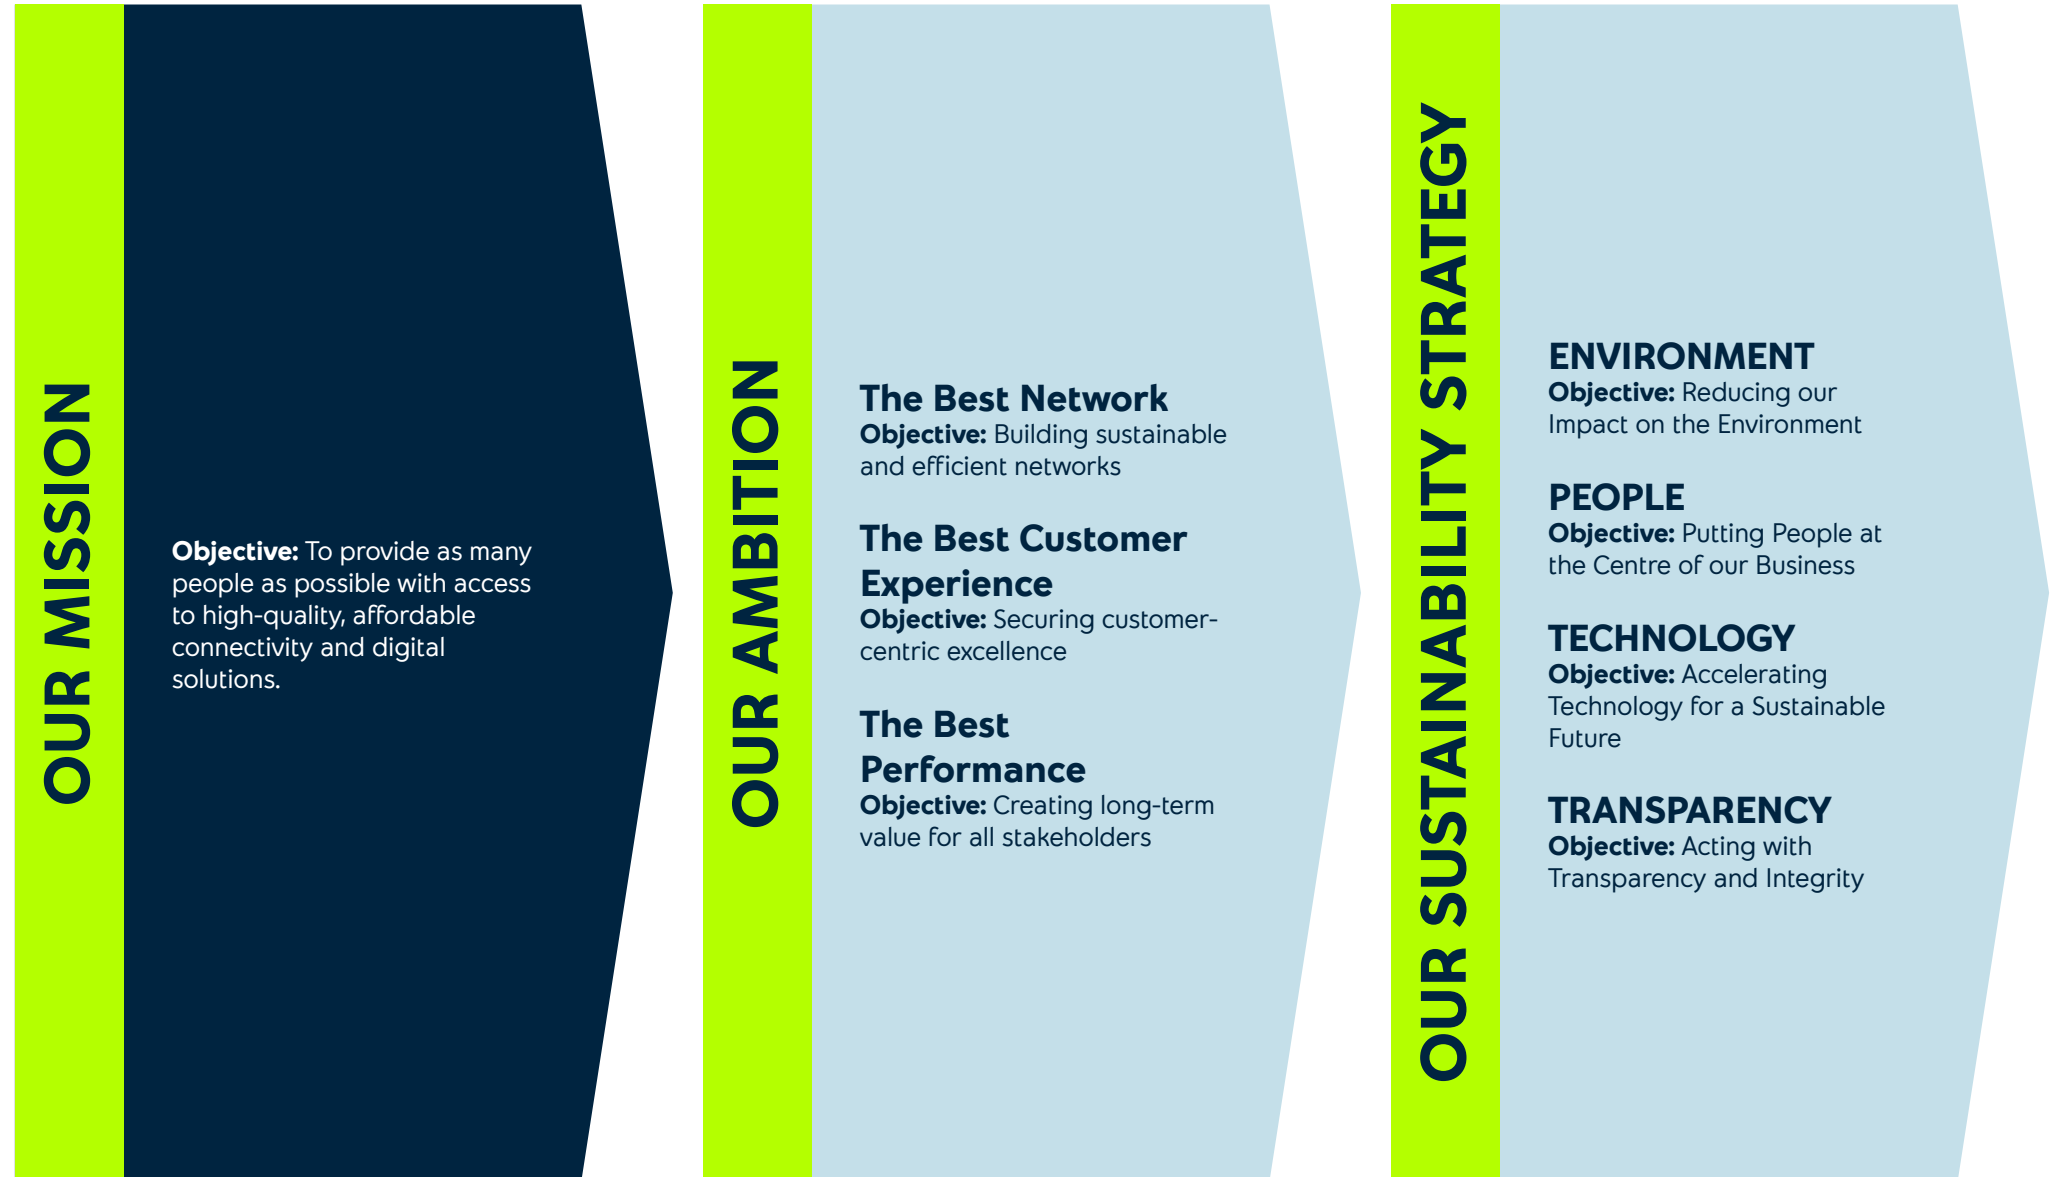 OUR MISSION
Objective: To provide as many
people as possible with access
to high-quality, affordable
connectivity and digital
solutions.
OUR AMBITION
The Best Network
Objective: Building sustainable
and efficient networks
The Best Customer
Experience
Objective: Securing customer-
centric excellence
The Best
Performance
Objective: Creating long-term
value for all stakeholders
OUR SUSTAINABILITY STRATEGY
ENVIRONMENT
Objective: Reducing our
Impact on the Environment
PEOPLE
Objective: Putting People at
the Centre of our Business
TECHNOLOGY
Objective: Accelerating
Technology for a Sustainable
Future
TRANSPARENCY
Objective: Acting with
Transparency and Integrity